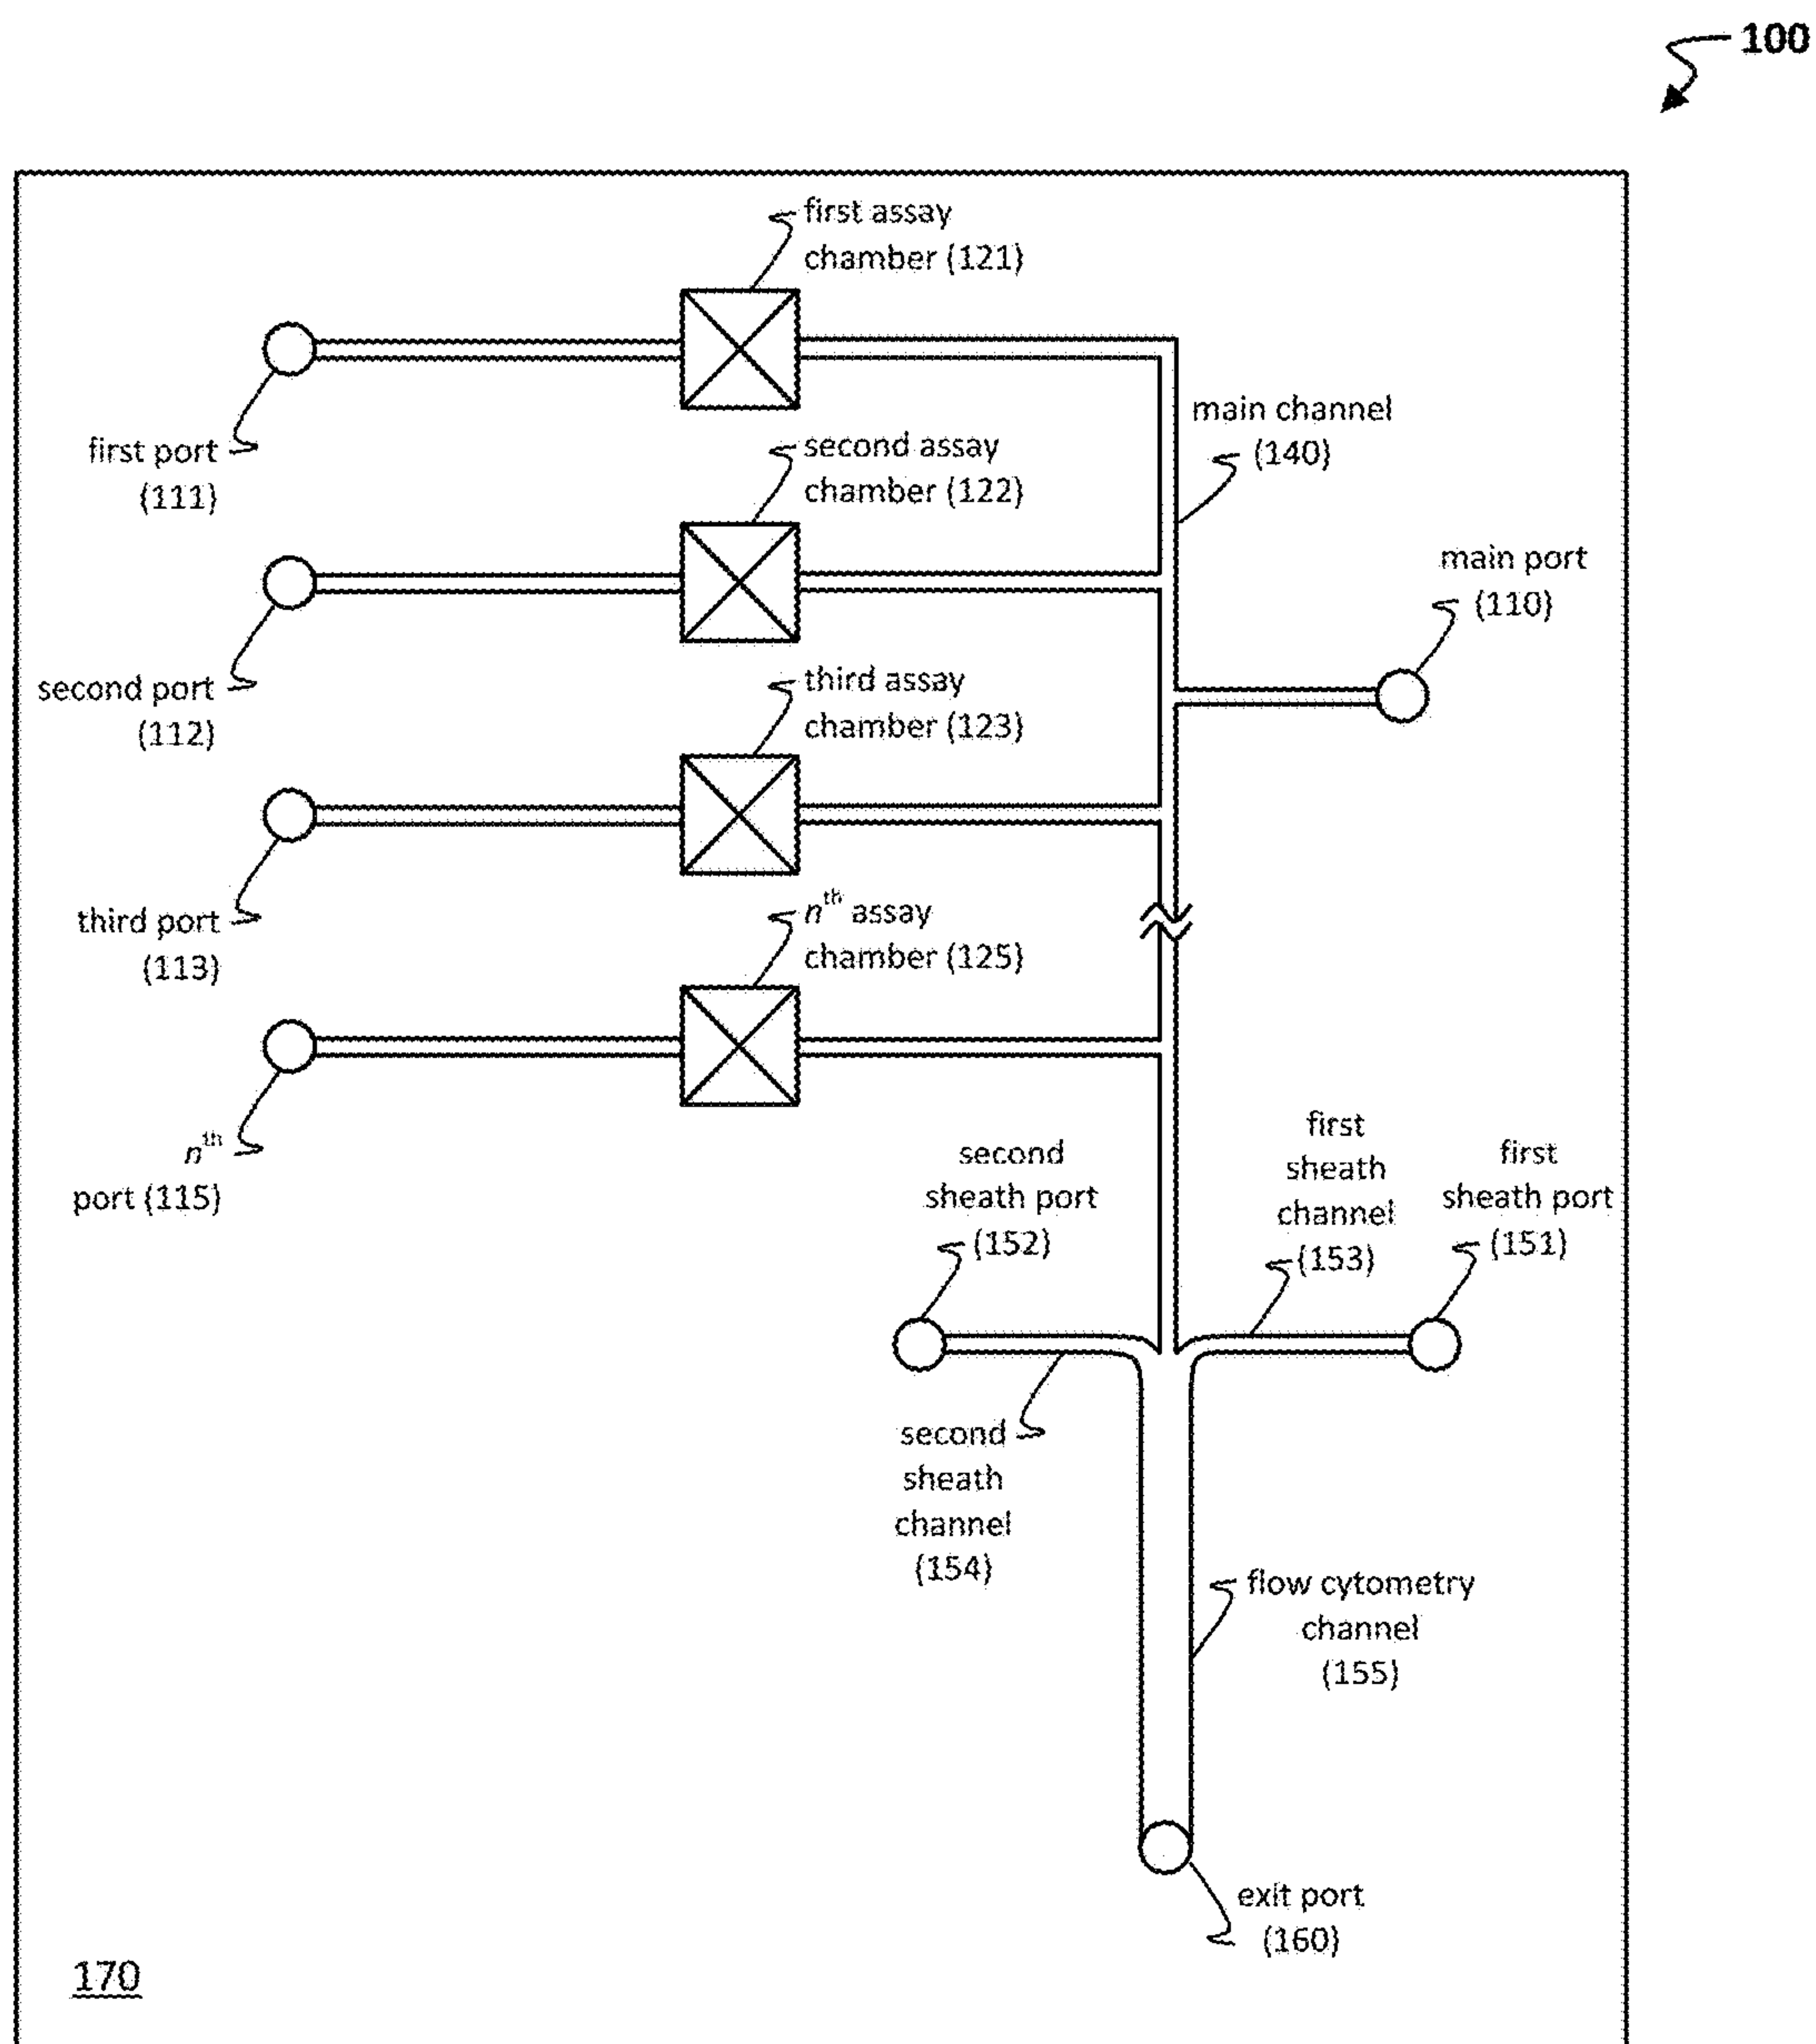 100
first assay
chamber (121)
first port
(111)
main channel
(140)
second assay
chamber (122)
main port
(110)
second port
(112)
third assay
chamber (123)
third port
(113)
nth assay
chamber (125)
nth
port (115)
second
sheath port
(152)
first
sheath
channel
(153)
first
sheath port
(151)
second
sheath
channel
(154)
flow cytometry
channel
(155)
exit port
(160)
170